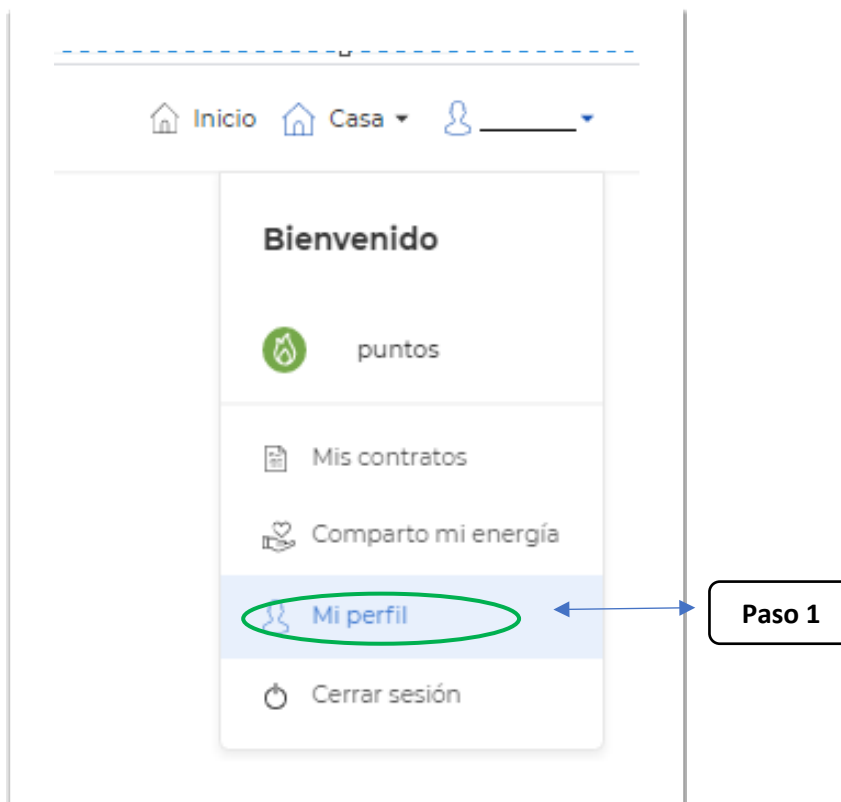 Inicio Casa
Bienvenido
puntos
Mis contratos
Comparto mi energía
Mi perfil
Paso 1
Cerrar sesión